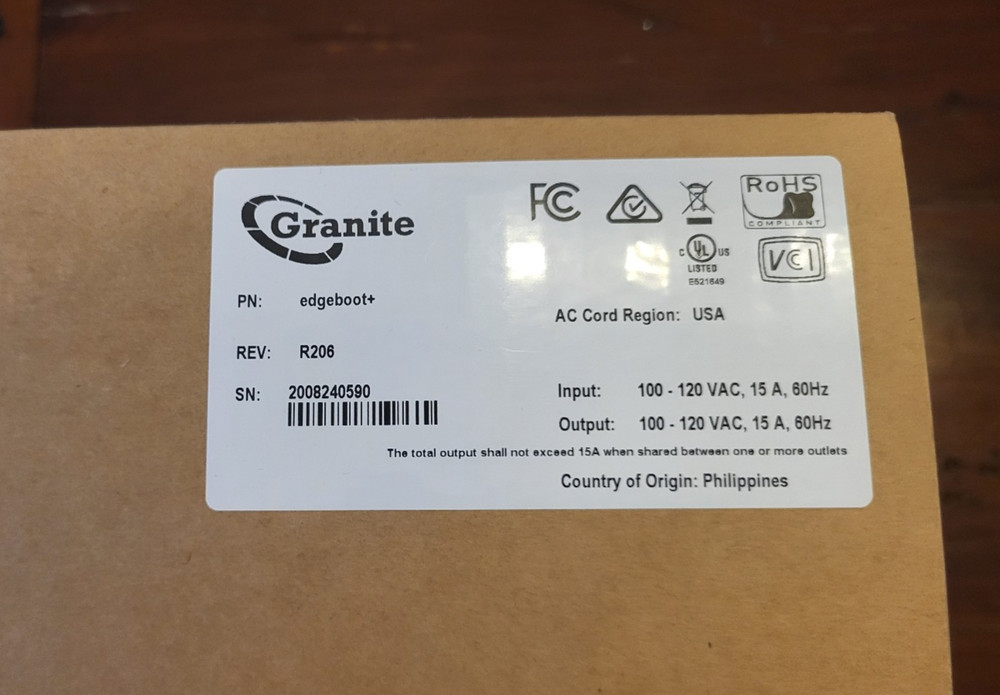 Granite
FC
RoHS
COMPLIANT
C UL US
LISTED
E521649
VCCI
PN: edgeboot+
AC Cord Region: USA
REV: R206
SN: 2008240590
Input: 100 - 120 VAC, 15 A, 60Hz
Output: 100 - 120 VAC, 15 A, 60Hz
The total output shall not exceed 15A when shared between one or more outlets
Country of Origin: Philippines